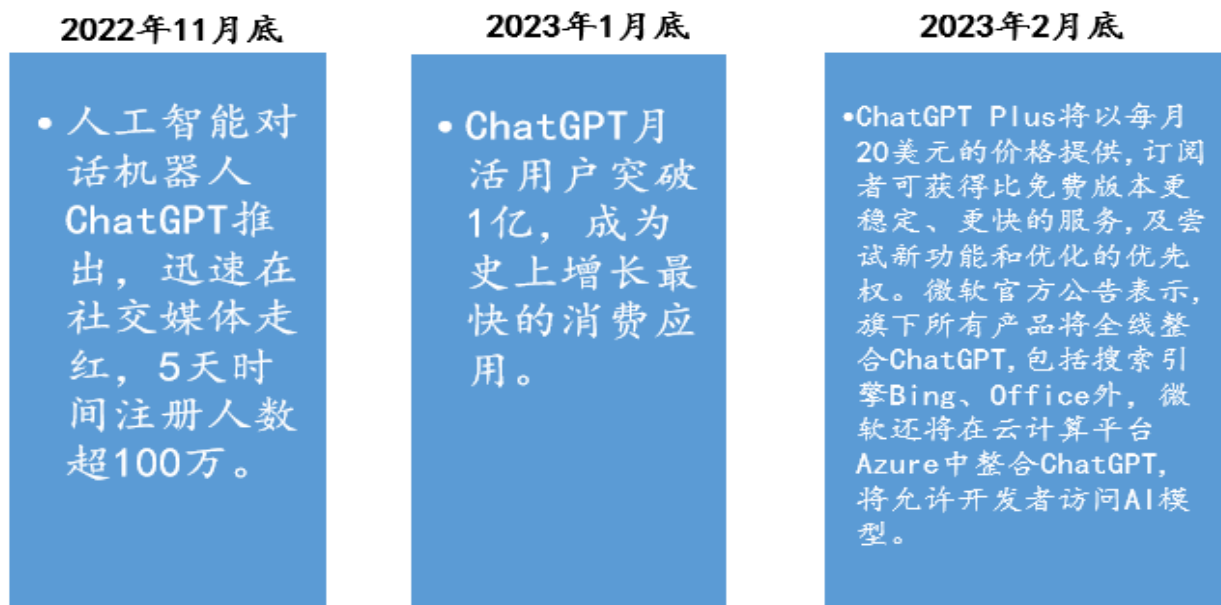 2022年11月底
• 人工智能对
话机器人
ChatGPT推
出，迅速在
社交媒体走
红，5天时
间注册人数
超100万。
2023年1月底
• ChatGPT月
活用户突破
1亿，成为
史上增长最
快的消费应
用。
2023年2月底
•ChatGPT Plus将以每月
20美元的价格提供,订阅
者可获得比免费版本更
稳定、更快的服务,及尝
试新功能和优化的优先
权。微软官方公告表示,
旗下所有产品将全线整
合ChatGPT,包括搜索引
擎Bing、Office外，微
软还将在云计算平台
Azure中整合ChatGPT,
将允许开发者访问AI模
型。